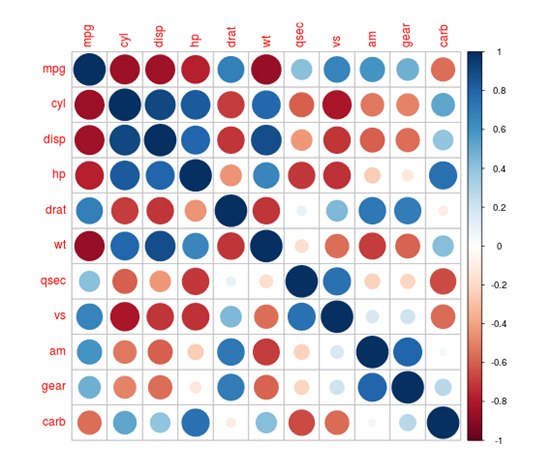 mpg cyl disp hp drat wt qsec vs am gear carb
mpg
cyl
disp
hp
drat
wt
qsec
vs
am
gear
carb
1
0.8
0.6
0.4
0.2
0
-0.2
-0.4
-0.6
-0.8
-1